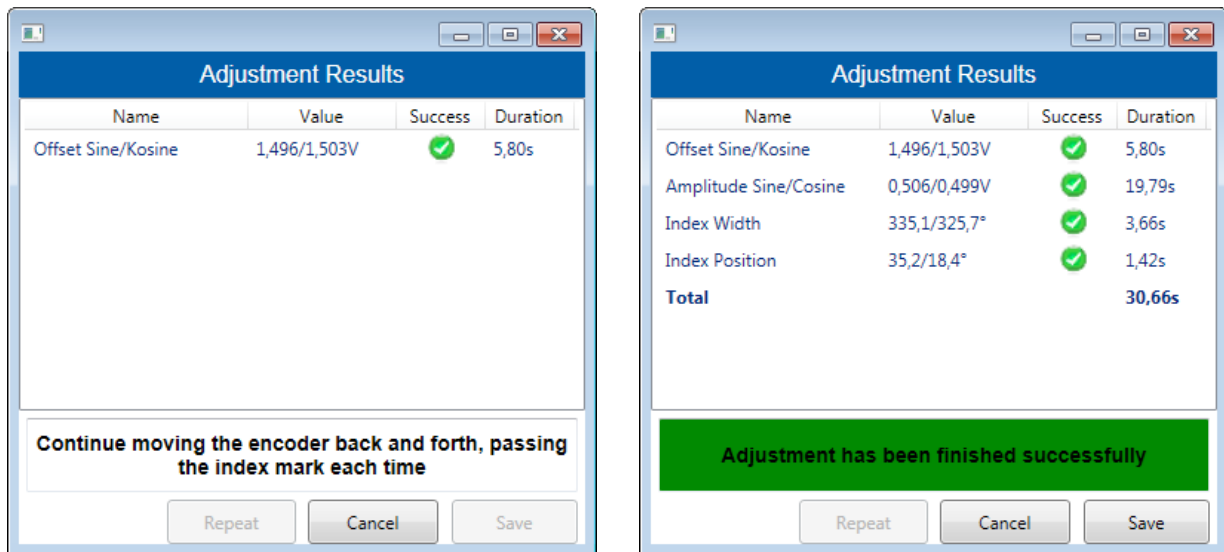 Adjustment Results
Name Value Success Duration
Offset Sine/Kosine 1,496/1,503V 5,80s
Continue moving the encoder back and forth, passing
the index mark each time
Repeat Cancel Save
Adjustment Results
Name Value Success Duration
Offset Sine/Kosine 1,496/1,503V 5,80s
Amplitude Sine/Cosine 0,506/0,499V 19,79s
Index Width 335,1/325,7° 3,66s
Index Position 35,2/18,4° 1,42s
Total 30,66s
Adjustment has been finished successfully
Repeat Cancel Save